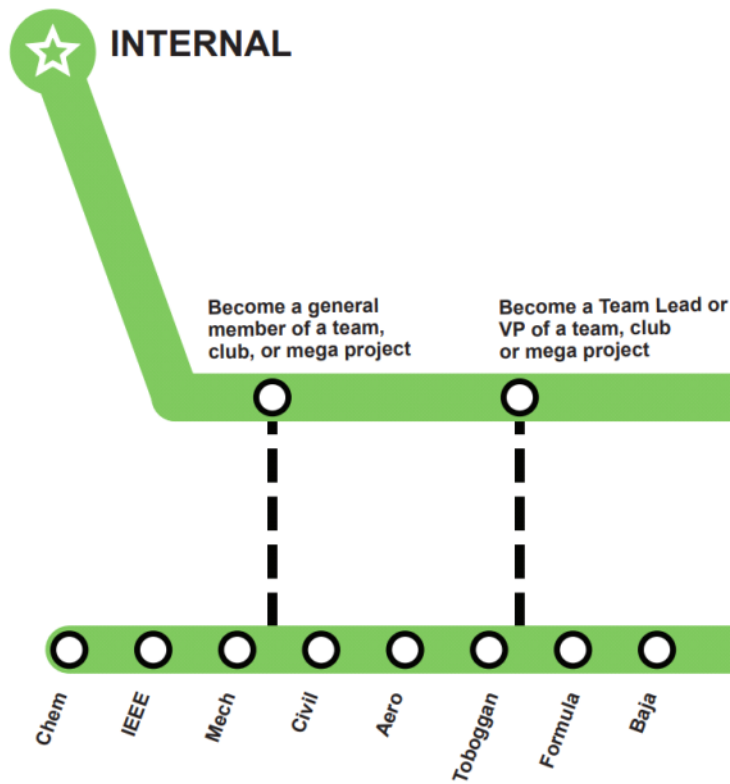 INTERNAL
Become a general
member of a team,
club, or mega project
Become a Team Lead or
VP of a team, club
or mega project
Chem
IEEE
Mech
Civil
Aero
Toboggan
Formula
Baja